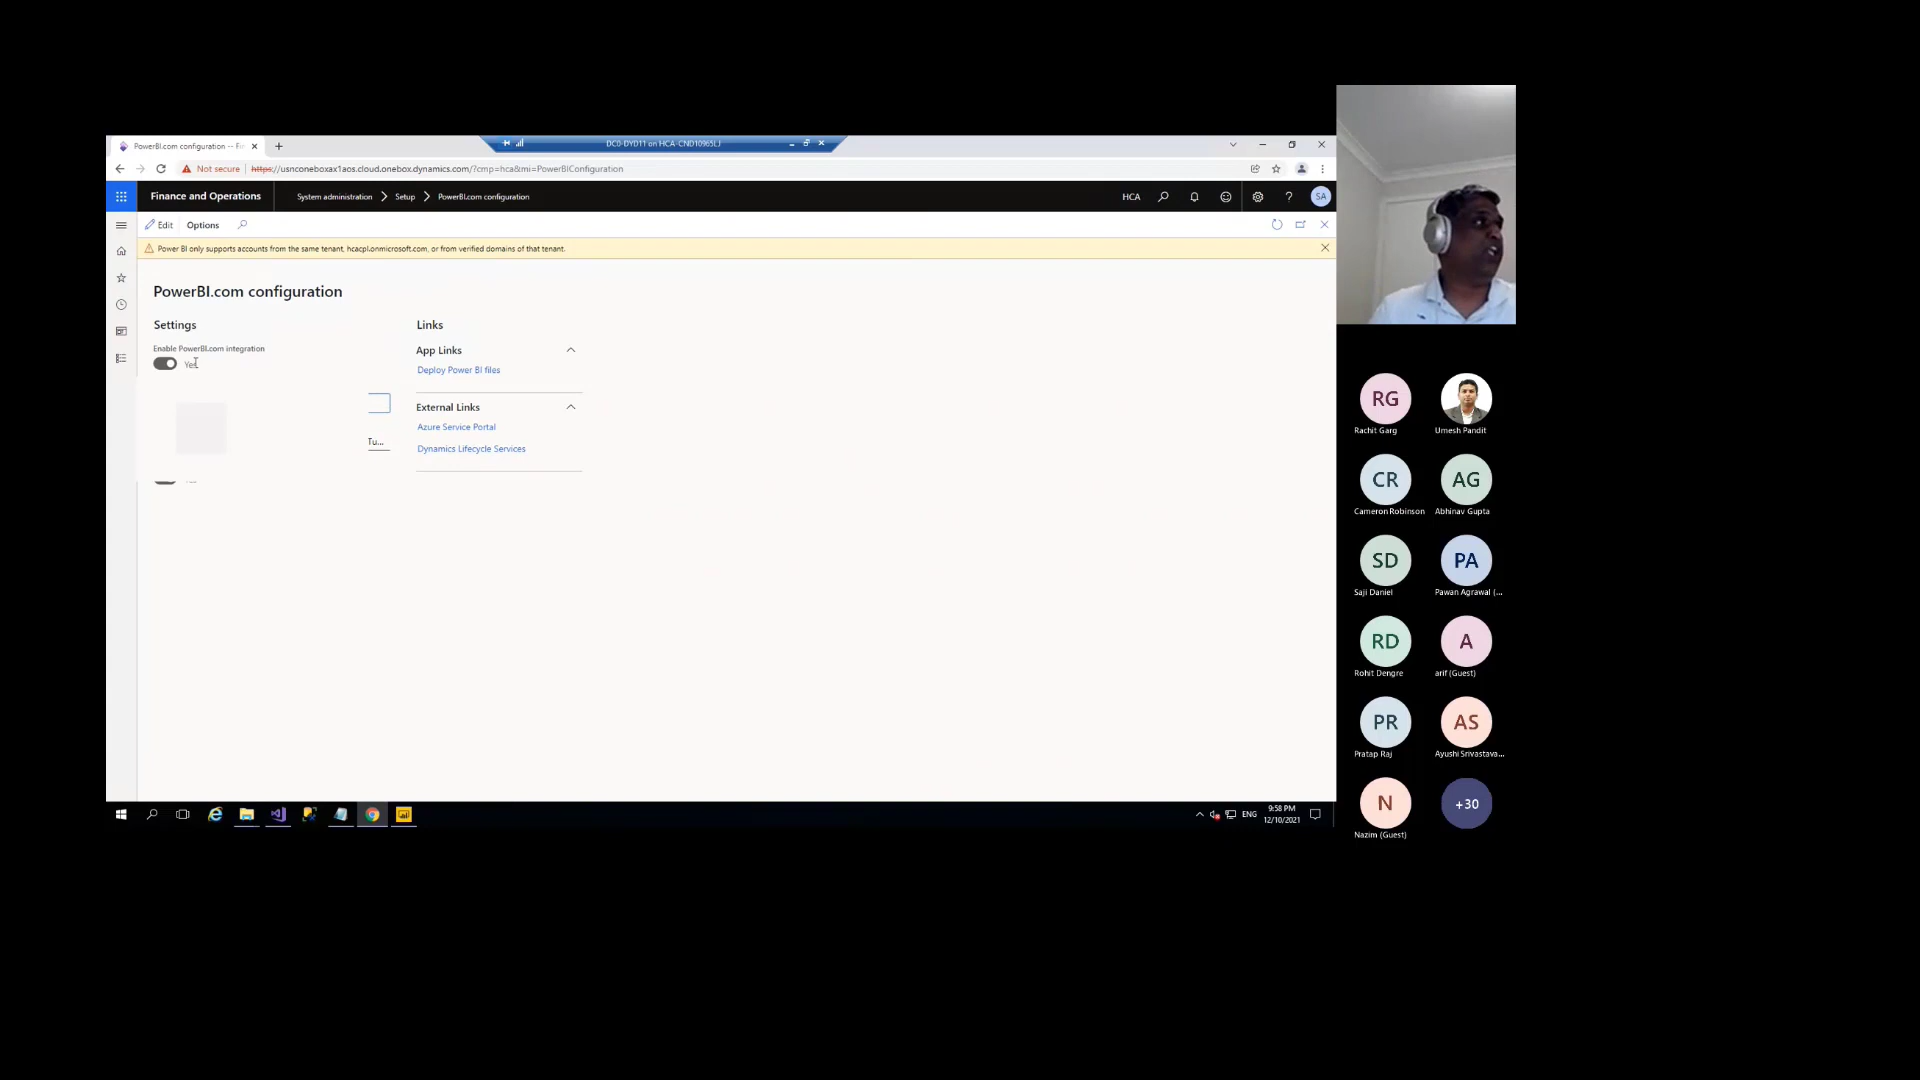 PowerBI.com configuration -- Fi
DC0-DYD11 on HCA-CND10965LJ
Not secure
https://usnconeboxax1aos.cloud.onebox.dynamics.com/?cmp=hca&mi=PowerBIConfiguration
Finance and Operations
System administration
Setup
PowerBI.com configuration
HCA
?
SA
Edit
Options
Power BI only supports accounts from the same tenant, hcacpl.onmicrosoft.com, or from verified domains of that tenant.
PowerBI.com configuration
Settings
Enable PowerBI.com integration
Yes
Tu...
Links
App Links
Deploy Power BI files
External Links
Azure Service Portal
Dynamics Lifecycle Services
ENG
9:58 PM
12/10/2021
RG
Rachit Garg
Umesh Pandit
CR
Cameron Robinson
AG
Abhinav Gupta
SD
Saji Daniel
PA
Pawan Agrawal (...
RD
Rohit Dengre
A
arif (Guest)
PR
Pratap Raj
AS
Ayushi Srivastava...
N
Nazim (Guest)
+30